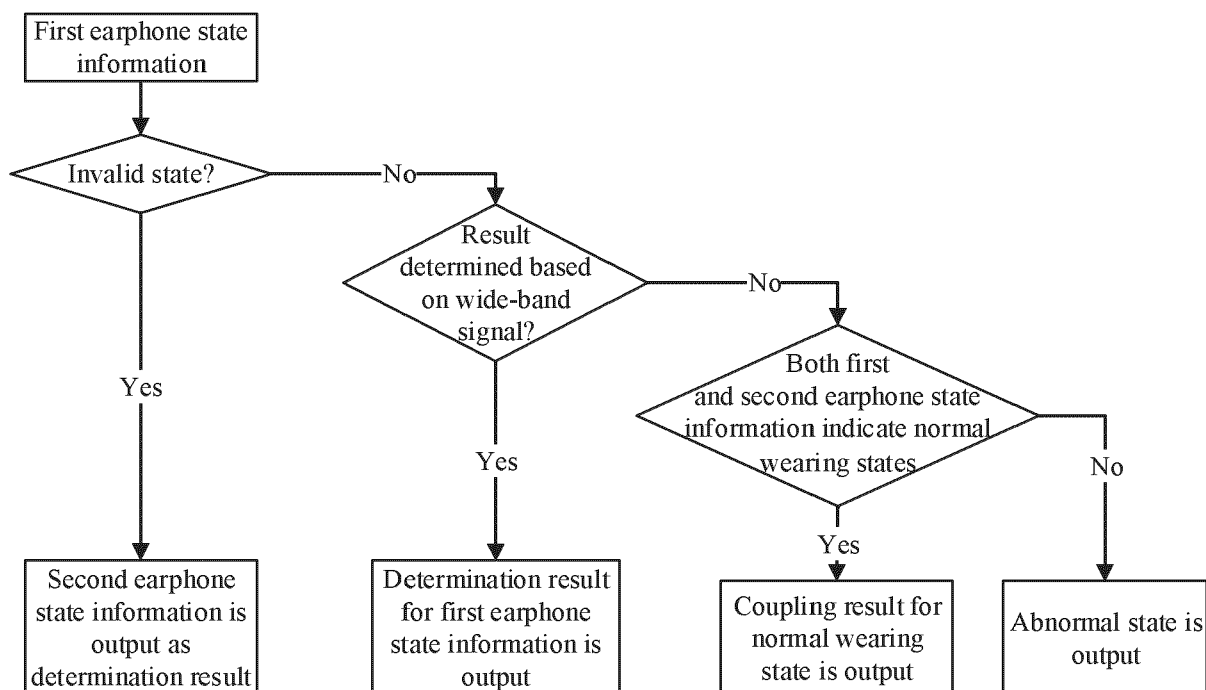 First earphone state
information
Invalid state?
No
Result
determined based
on wide-band
signal?
No
Both first
and second earphone state
information indicate normal
wearing states
Yes
Yes
No
Yes
Second earphone
state information is
output as
determination result
Determination result
for first earphone
state information is
output
Coupling result for
normal wearing
state is output
Abnormal state is
output